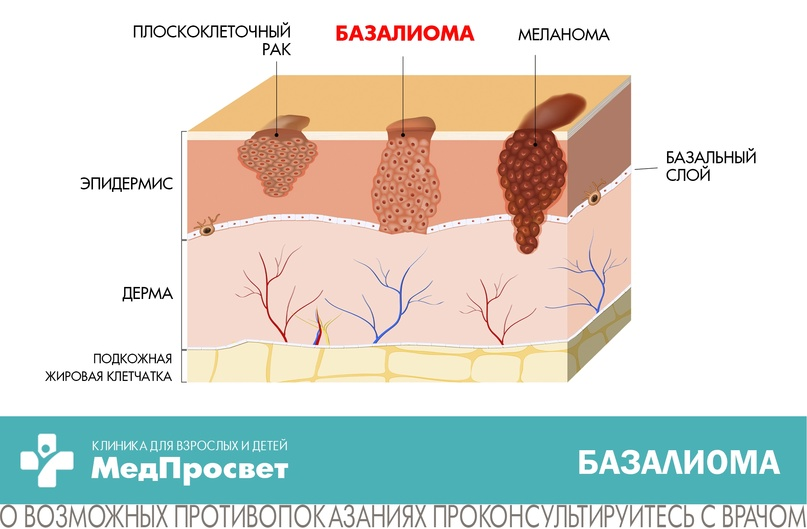 ПЛОСКОКЛЕТОЧНЫЙ
РАК
БАЗАЛИОМА
МЕЛАНОМА
БАЗАЛЬНЫЙ
СЛОЙ
ЭПИДЕРМИС
ДЕРМА
ПОДКОЖНАЯ
ЖИРОВАЯ КЛЕТЧАТКА
КЛИНИКА ДЛЯ ВЗРОСЛЫХ И ДЕТЕЙ
МедПросвет
БАЗАЛИОМА
О ВОЗМОЖНЫХ ПРОТИВОПОКАЗАНИЯХ ПРОКОНСУЛЬТИРУЙТЕСЬ С ВРАЧОМ